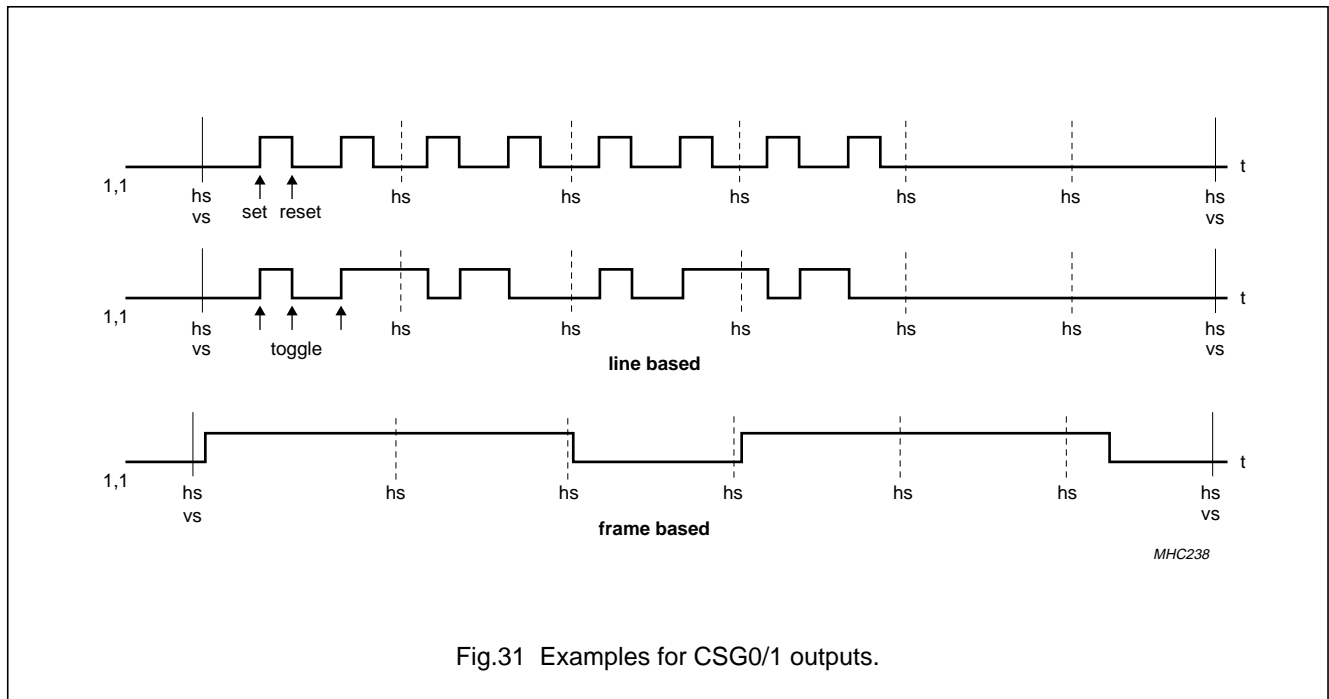 t
1,1
hs hs hs hs hs hs hs
vs set reset vs
t
1,1
hs hs hs hs hs hs hs
vs toggle vs
line based
t
1,1
hs hs hs hs hs hs hs
vs vs
frame based
MHC238
Fig.31 Examples for CSG0/1 outputs.